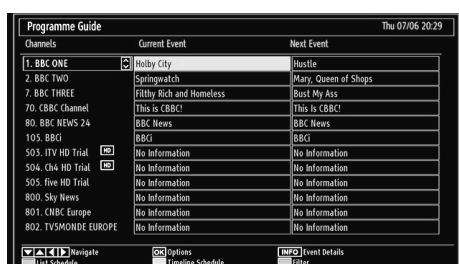 Programme Guide Thu 07/06 20:29
Channels Current Event Next Event
1. BBC ONE Holby City Hustle
2. BBC TWO Springwatch Mary, Queen of Shops
7. BBC THREE Filthy Rich and Homeless Bust My Ass
70. CBBC Channel This is CBBC! This Is CBBC!
80. BBC NEWS 24 BBC News BBC News
105. BBCi BBCi BBCi
503. ITV HD Trial HD No Information No Information
504. Ch4 HD Trial HD No Information No Information
505. five HD Trial No Information No Information
800. Sky News No Information No Information
801. CNBC Europe No Information No Information
802. TV5MONDE EUROPE No Information No Information
Navigate OK Options INFO Event Details
List Schedule Timeline Schedule Filter